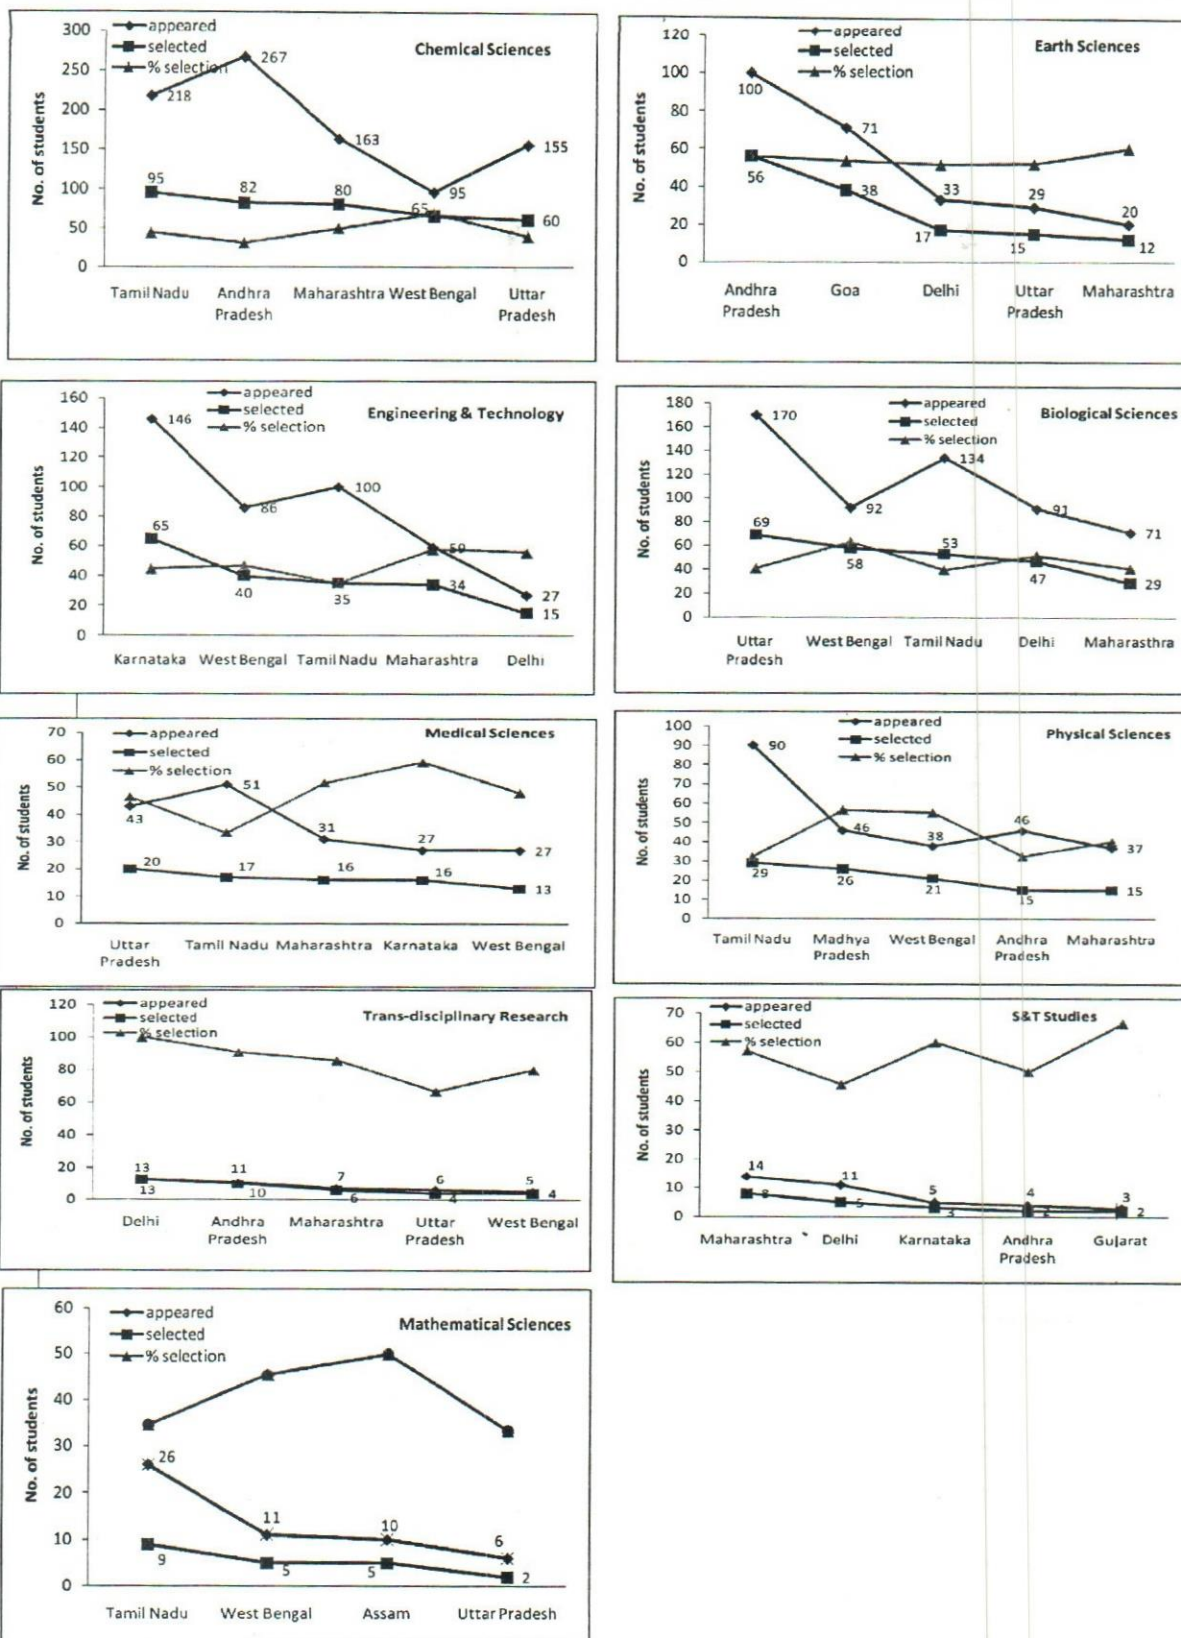 Chemical Sciences
appeared
selected
% selection
No. of students
300
250
200
150
100
50
0
218
267
163
95
155
95
82
80
65
60
Tamil Nadu
Andhra
Pradesh
Maharashtra
West Bengal
Uttar
Pradesh
Earth Sciences
appeared
selected
% selection
No. of students
120
100
80
60
40
20
0
100
71
33
29
20
56
38
17
15
12
Andhra
Pradesh
Goa
Delhi
Uttar
Pradesh
Maharashtra
Engineering & Technology
appeared
selected
% selection
No. of students
160
140
120
100
80
60
40
20
0
146
86
100
59
27
65
40
35
34
15
Karnataka
West Bengal
Tamil Nadu
Maharashtra
Delhi
Biological Sciences
appeared
selected
% selection
No. of students
180
160
140
120
100
80
60
40
20
0
170
92
134
91
71
69
58
53
47
29
Uttar
Pradesh
West Bengal
Tamil Nadu
Delhi
Maharasthra
Medical Sciences
appeared
selected
% selection
No. of students
70
60
50
40
30
20
10
0
43
51
31
27
27
20
17
16
16
13
Uttar
Pradesh
Tamil Nadu
Maharashtra
Karnataka
West Bengal
Physical Sciences
appeared
selected
% selection
No. of students
100
90
80
70
60
50
40
30
20
10
0
90
46
38
46
37
29
26
21
15
15
Tamil Nadu
Madhya
Pradesh
West Bengal
Andhra
Pradesh
Maharashtra
Trans-disciplinary Research
appeared
selected
% selection
No. of students
120
100
80
60
40
20
0
13
11
7
6
5
13
10
6
4
4
Delhi
Andhra
Pradesh
Maharashtra
Uttar
Pradesh
West Bengal
S&T Studies
appeared
selected
% selection
No. of students
70
60
50
40
30
20
10
0
14
11
5
4
3
8
5
3
2
2
Maharashtra
Delhi
Karnataka
Andhra
Pradesh
Gujarat
Mathematical Sciences
appeared
selected
% selection
No. of students
60
50
40
30
20
10
0
26
11
10
6
9
5
5
2
Tamil Nadu
West Bengal
Assam
Uttar Pradesh